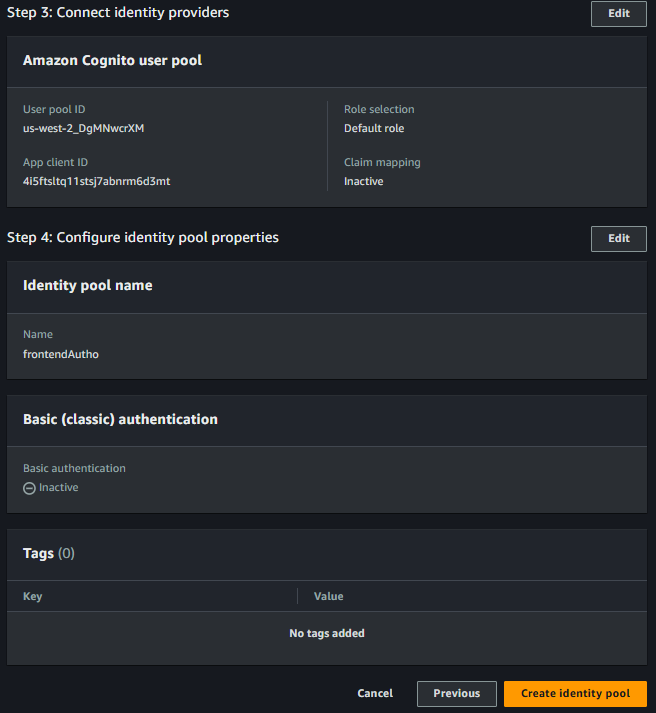 Step 3: Connect identity providers
Edit
Amazon Cognito user pool
User pool ID
us-west-2_DgMNwcrXM
Role selection
Default role
App client ID
4i5ftsltq11stsj7abnrm6d3mt
Claim mapping
Inactive
Step 4: Configure identity pool properties
Edit
Identity pool name
Name
frontendAutho
Basic (classic) authentication
Basic authentication
Inactive
Tags (0)
Key
Value
No tags added
Cancel
Previous
Create identity pool